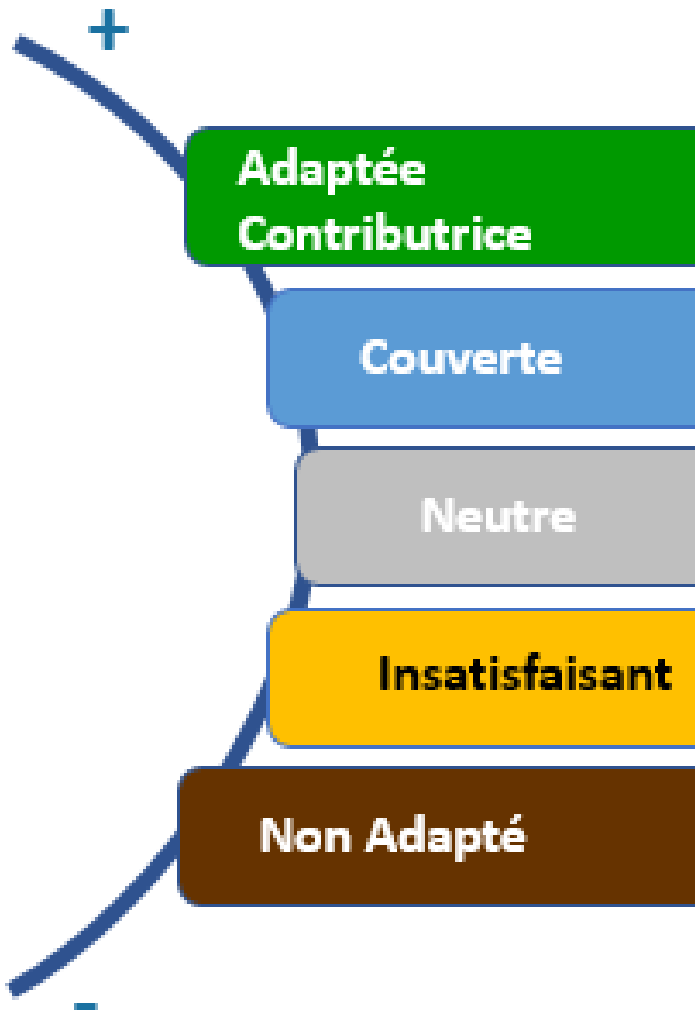 +
Adaptée
Contributrice
Couverte
Neutre
Insatisfaisant
Non Adapté
-